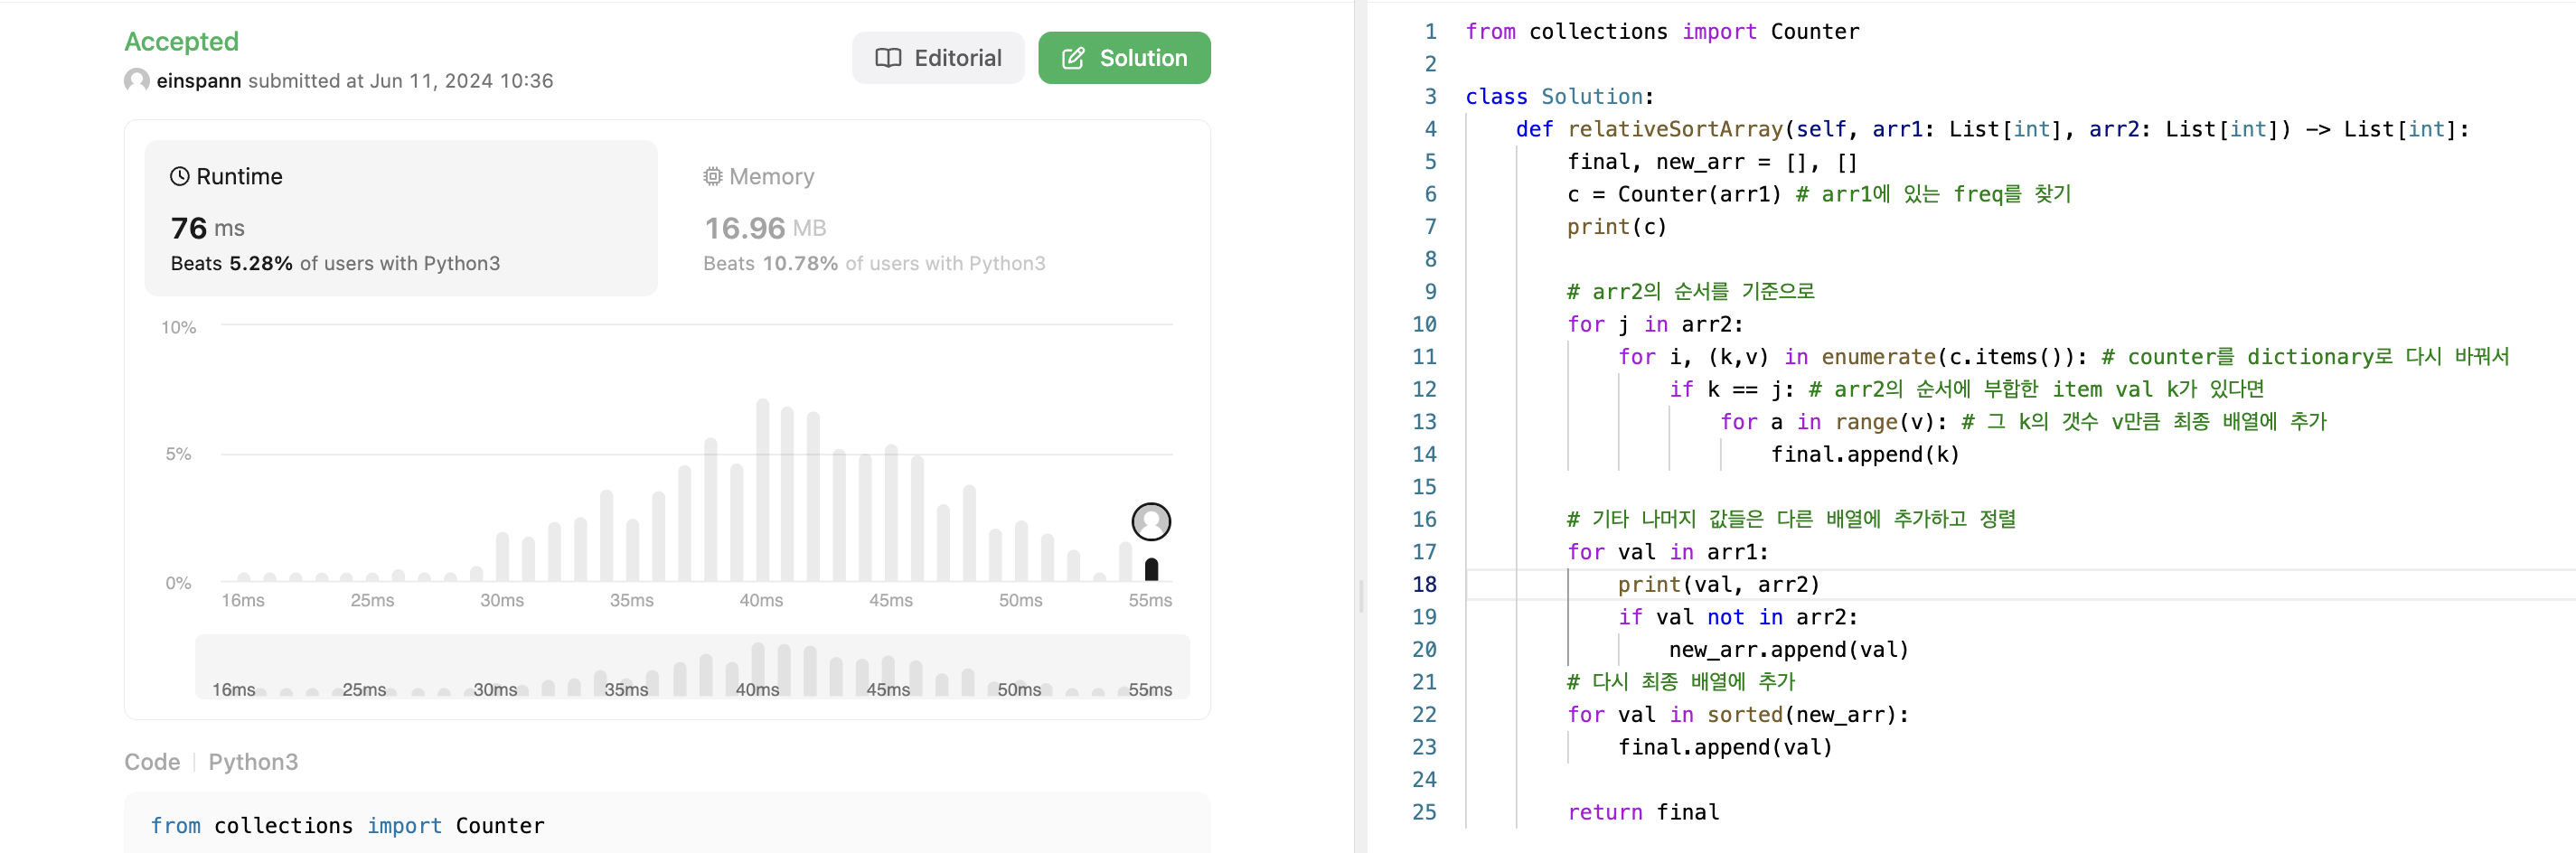 Accepted
einspann submitted at Jun 11, 2024 10:36
Editorial
Solution
Runtime
76 ms
Beats 5.28% of users with Python3
Memory
16.96 MB
Beats 10.78% of users with Python3
10%
5%
0%
16ms 25ms 30ms 35ms 40ms 45ms 50ms 55ms
16ms 25ms 30ms 35ms 40ms 45ms 50ms 55ms
Code | Python3
from collections import Counter
1 from collections import Counter
2
3 class Solution:
4     def relativeSortArray(self, arr1: List[int], arr2: List[int]) -> List[int]:
5         final, new_arr = [], []
6         c = Counter(arr1) # arr1에 있는 freq를 찾기
7         print(c)
8
9         # arr2의 순서를 기준으로
10         for j in arr2:
11             for i, (k,v) in enumerate(c.items()): # counter를 dictionary로 다시 바꿔서
12                 if k == j: # arr2의 순서에 부합한 item val k가 있다면
13                     for a in range(v): # 그 k의 갯수 v만큼 최종 배열에 추가
14                         final.append(k)
15
16         # 기타 나머지 값들은 다른 배열에 추가하고 정렬
17         for val in arr1:
18             print(val, arr2)
19             if val not in arr2:
20                 new_arr.append(val)
21         # 다시 최종 배열에 추가
22         for val in sorted(new_arr):
23             final.append(val)
24
25         return final